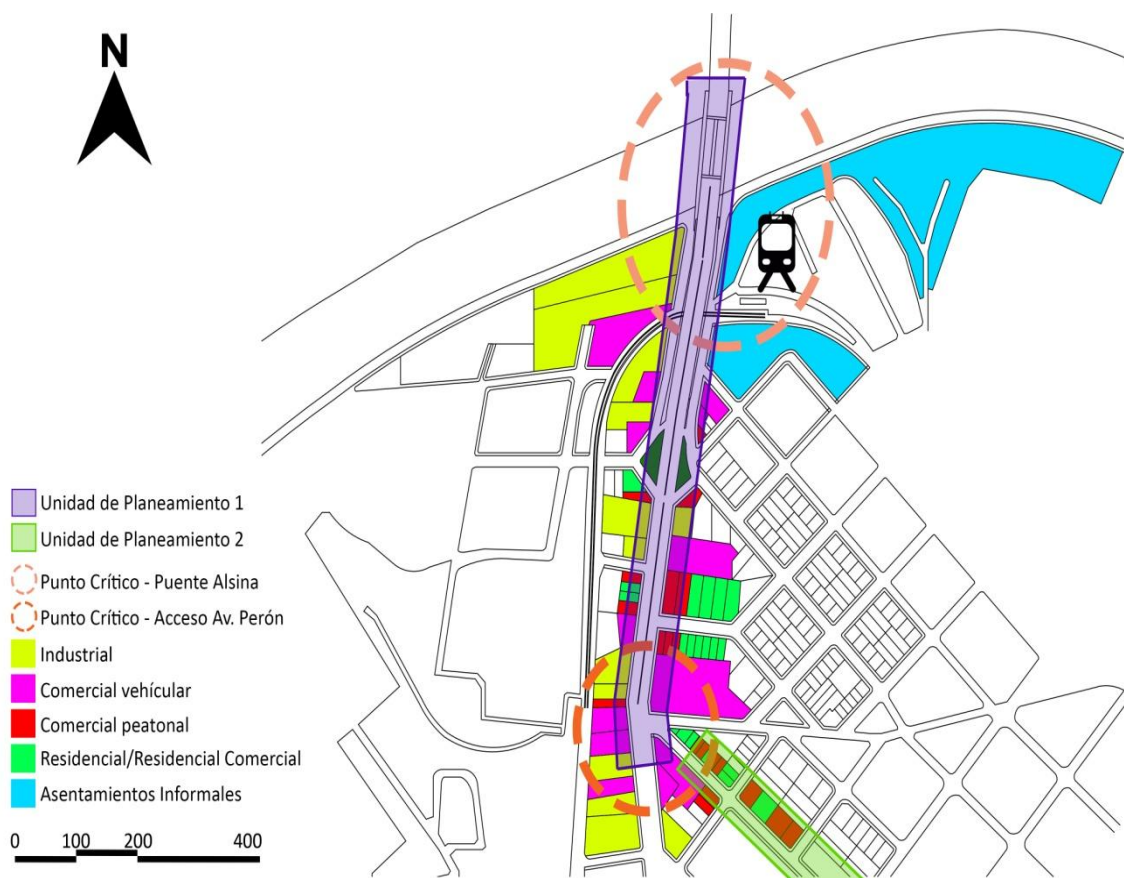 N
Unidad de Planeamiento 1
Unidad de Planeamiento 2
Punto Crítico - Puente Alsina
Punto Crítico - Acceso Av. Perón
Industrial
Comercial vehícular
Comercial peatonal
Residencial/Residencial Comercial
Asentamientos Informales
0 100 200 400